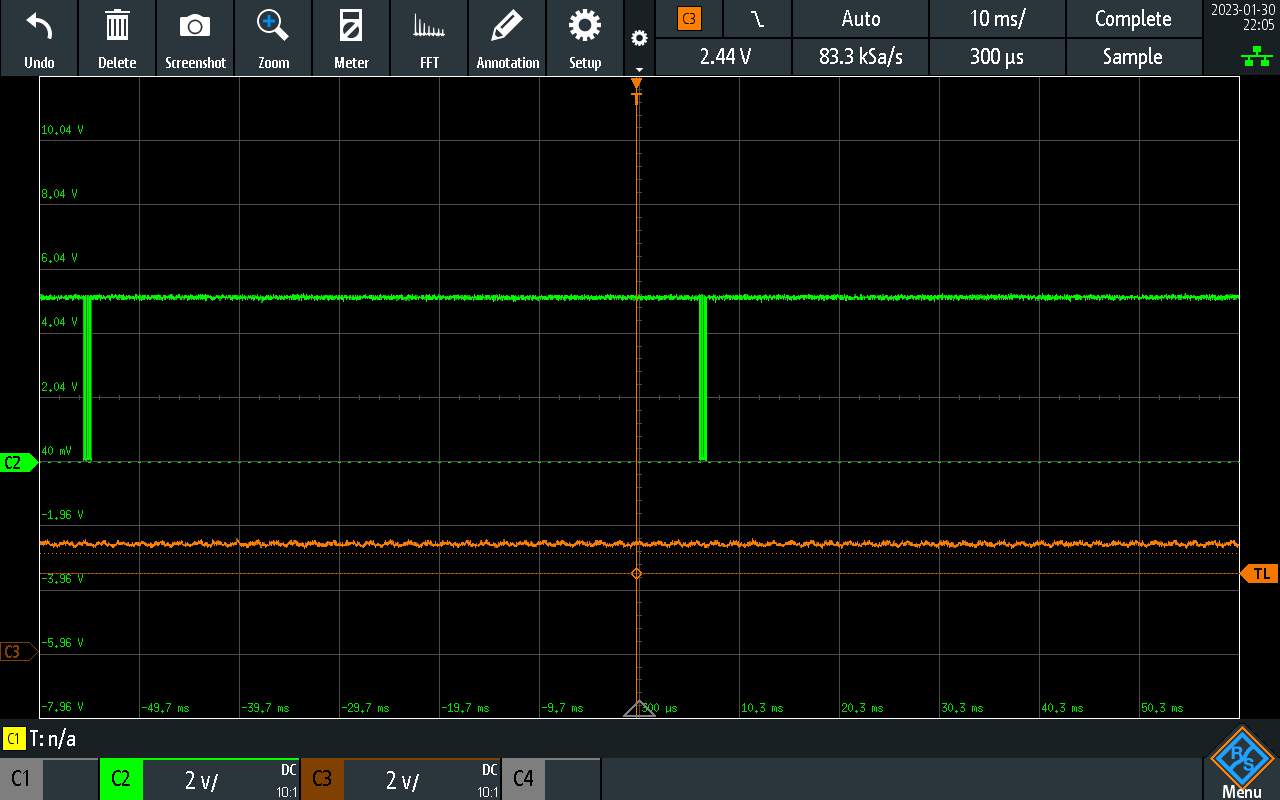 Undo
Delete
Screenshot
Zoom
Meter
FFT
Annotation
Setup
C3
Auto
10 ms/
Complete
2.44 V
83.3 kSa/s
300 µs
Sample
2023-01-30
22:05
T
10.04 V
8.04 V
6.04 V
4.04 V
2.04 V
40 mV
C2
-1.96 V
-3.96 V
TL
-5.96 V
C3
-7.96 V
-49.7 ms
-39.7 ms
-29.7 ms
-19.7 ms
-9.7 ms
300 µs
10.3 ms
20.3 ms
30.3 ms
40.3 ms
50.3 ms
C1 T: n/a
C1
C2
2 V/
DC
10:1
C3
2 V/
DC
10:1
C4
R S
Menu